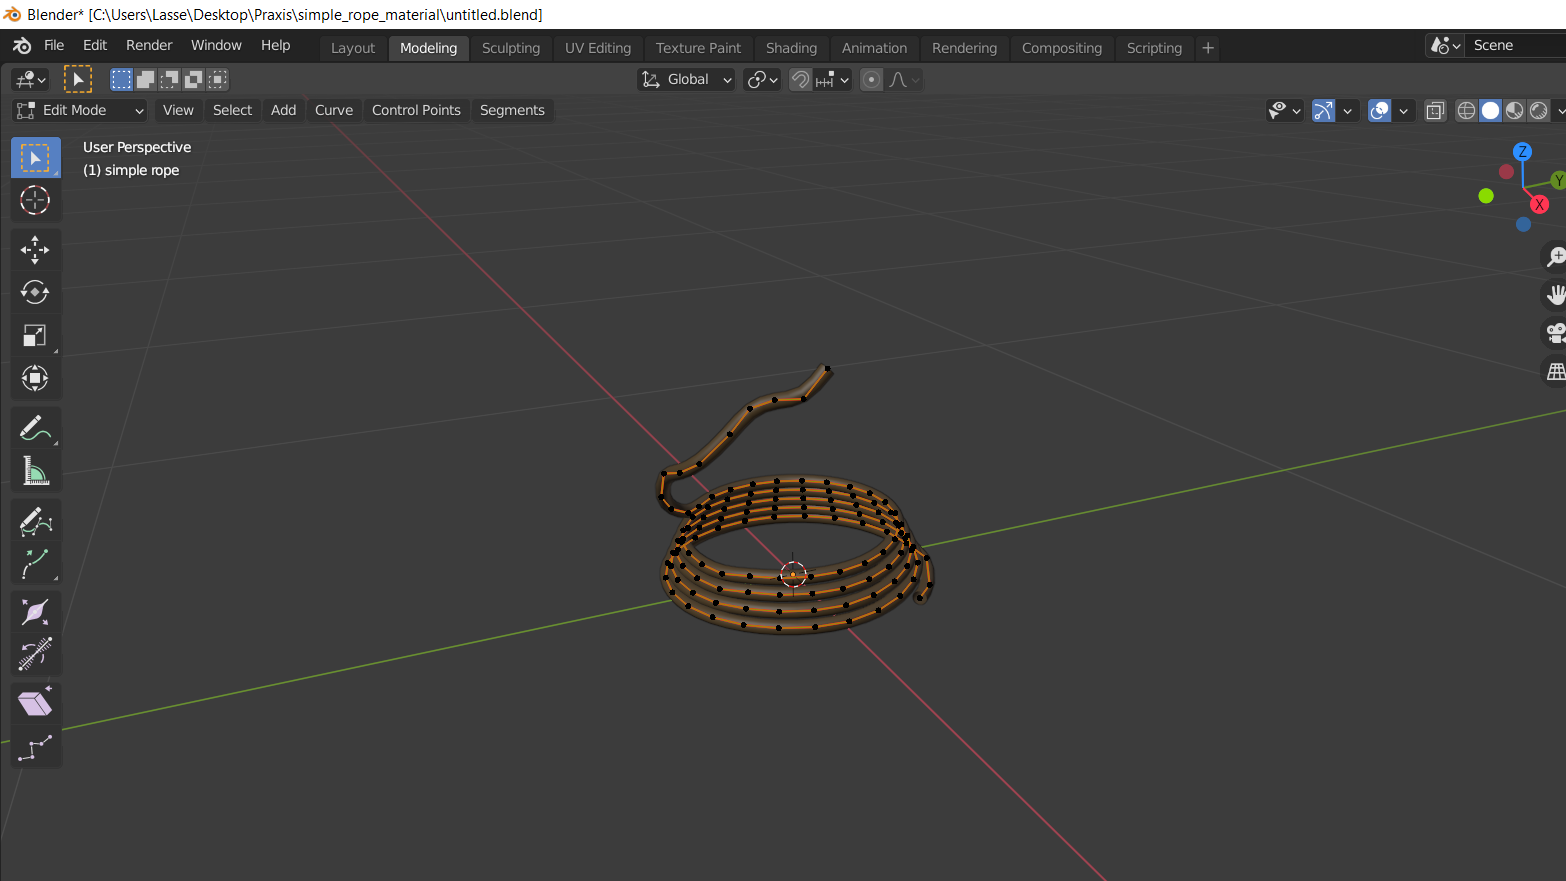 Blender* [C:\Users\Lasse\Desktop\Praxis\simple_rope_material\untitled.blend]
File Edit Render Window Help Layout Modeling Sculpting UV Editing Texture Paint Shading Animation Rendering Compositing Scripting + Scene
Global
Edit Mode View Select Add Curve Control Points Segments
User Perspective
(1) simple rope
Z
Y
X